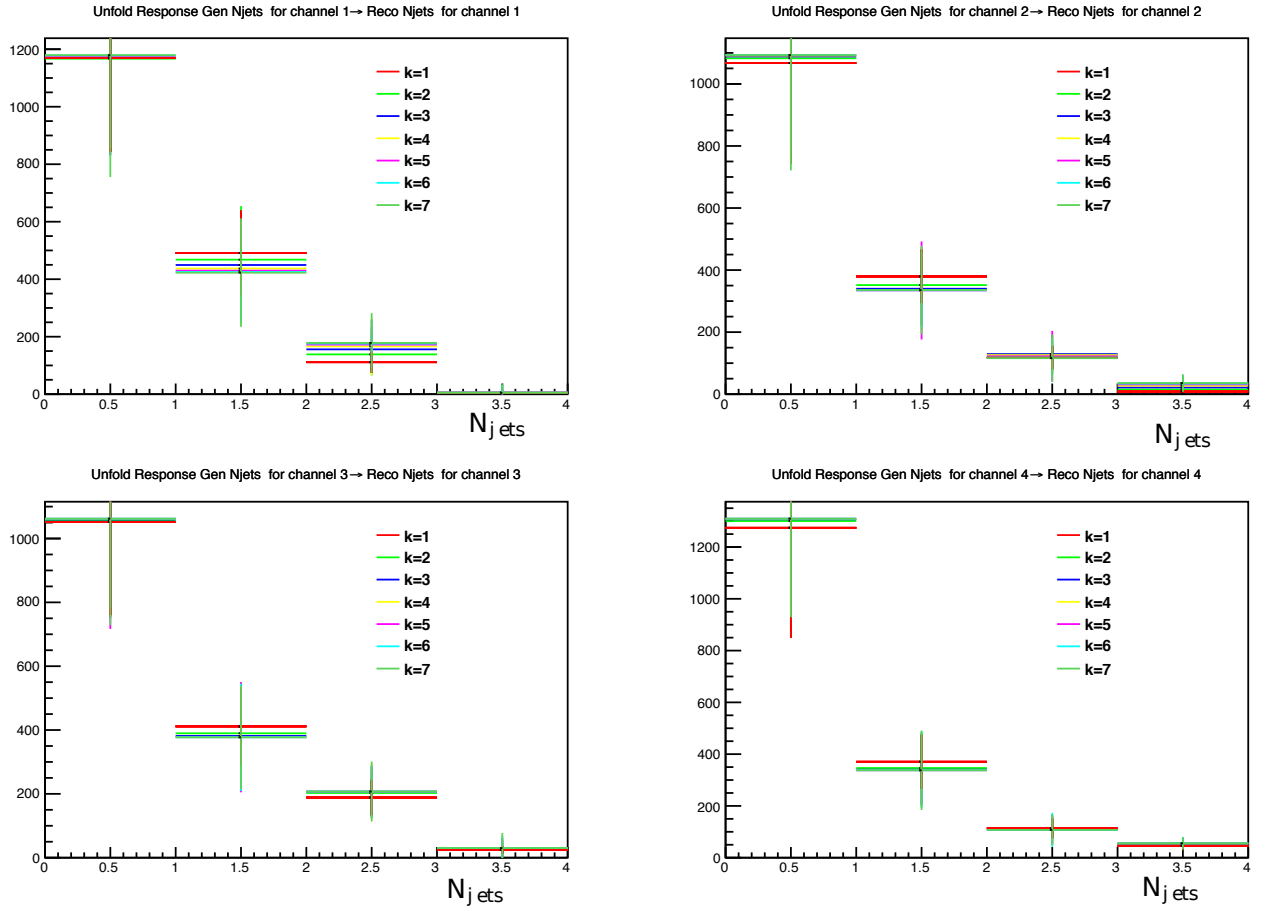 Unfold Response Gen Njets for channel 1→ Reco Njets for channel 1
1200
1000
800
600
400
200
0
k=1
k=2
k=3
k=4
k=5
k=6
k=7
0 0.5 1 1.5 2 2.5 3 3.5 4
N_jets
Unfold Response Gen Njets for channel 2→ Reco Njets for channel 2
1000
800
600
400
200
0
k=1
k=2
k=3
k=4
k=5
k=6
k=7
0 0.5 1 1.5 2 2.5 3 3.5 4
N_jets
Unfold Response Gen Njets for channel 3→ Reco Njets for channel 3
1000
800
600
400
200
0
k=1
k=2
k=3
k=4
k=5
k=6
k=7
0 0.5 1 1.5 2 2.5 3 3.5 4
N_jets
Unfold Response Gen Njets for channel 4→ Reco Njets for channel 4
1200
1000
800
600
400
200
0
k=1
k=2
k=3
k=4
k=5
k=6
k=7
0 0.5 1 1.5 2 2.5 3 3.5 4
N_jets